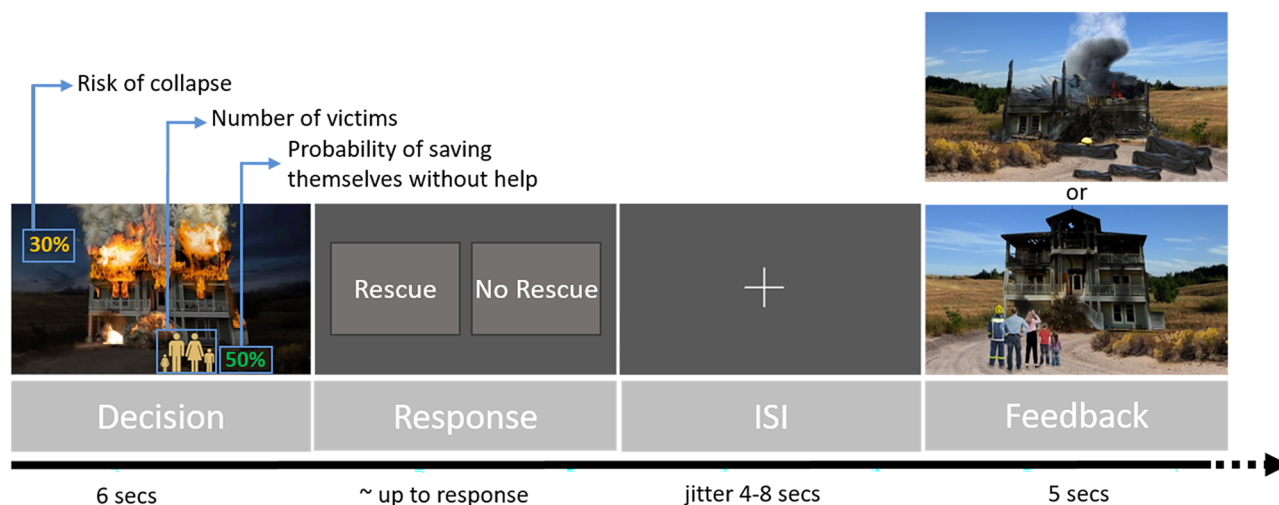 Risk of collapse
Number of victims
Probability of saving
themselves without help
or
30%
50%
Rescue
No Rescue
Decision
Response
ISI
Feedback
6 secs
~ up to response
jitter 4-8 secs
5 secs